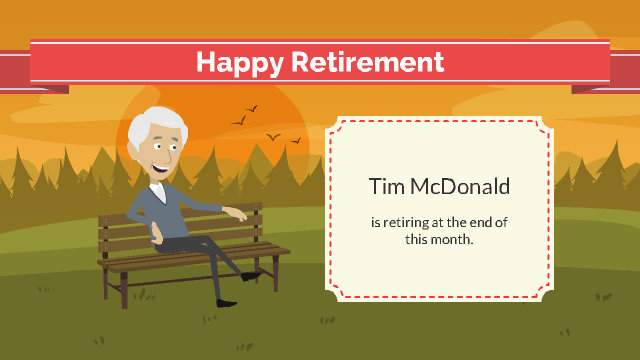 Happy Retirement
Tim McDonald
is retiring at the end of
this month.